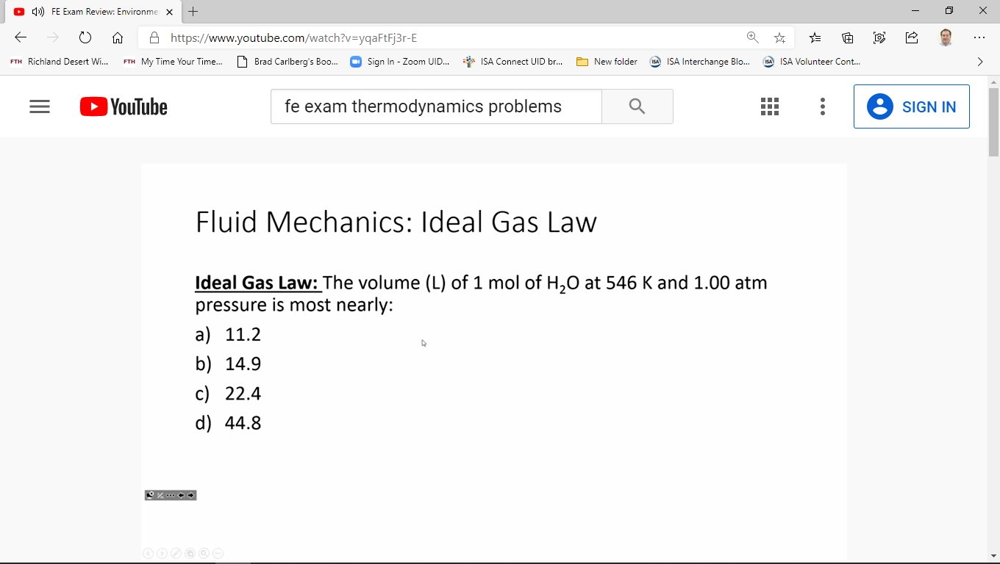 FE Exam Review: Environme
https://www.youtube.com/watch?v=yqaFtFj3r-E
FTH Richland Desert Wi... FTH My Time Your Time... Brad Carlberg's Boo... Sign In - Zoom UID... ISA Connect UID br... New folder ISA Interchange Blo... ISA Volunteer Cont...
YouTube fe exam thermodynamics problems SIGN IN
Fluid Mechanics: Ideal Gas Law
Ideal Gas Law: The volume (L) of 1 mol of H₂O at 546 K and 1.00 atm
pressure is most nearly:
a) 11.2
b) 14.9
c) 22.4
d) 44.8